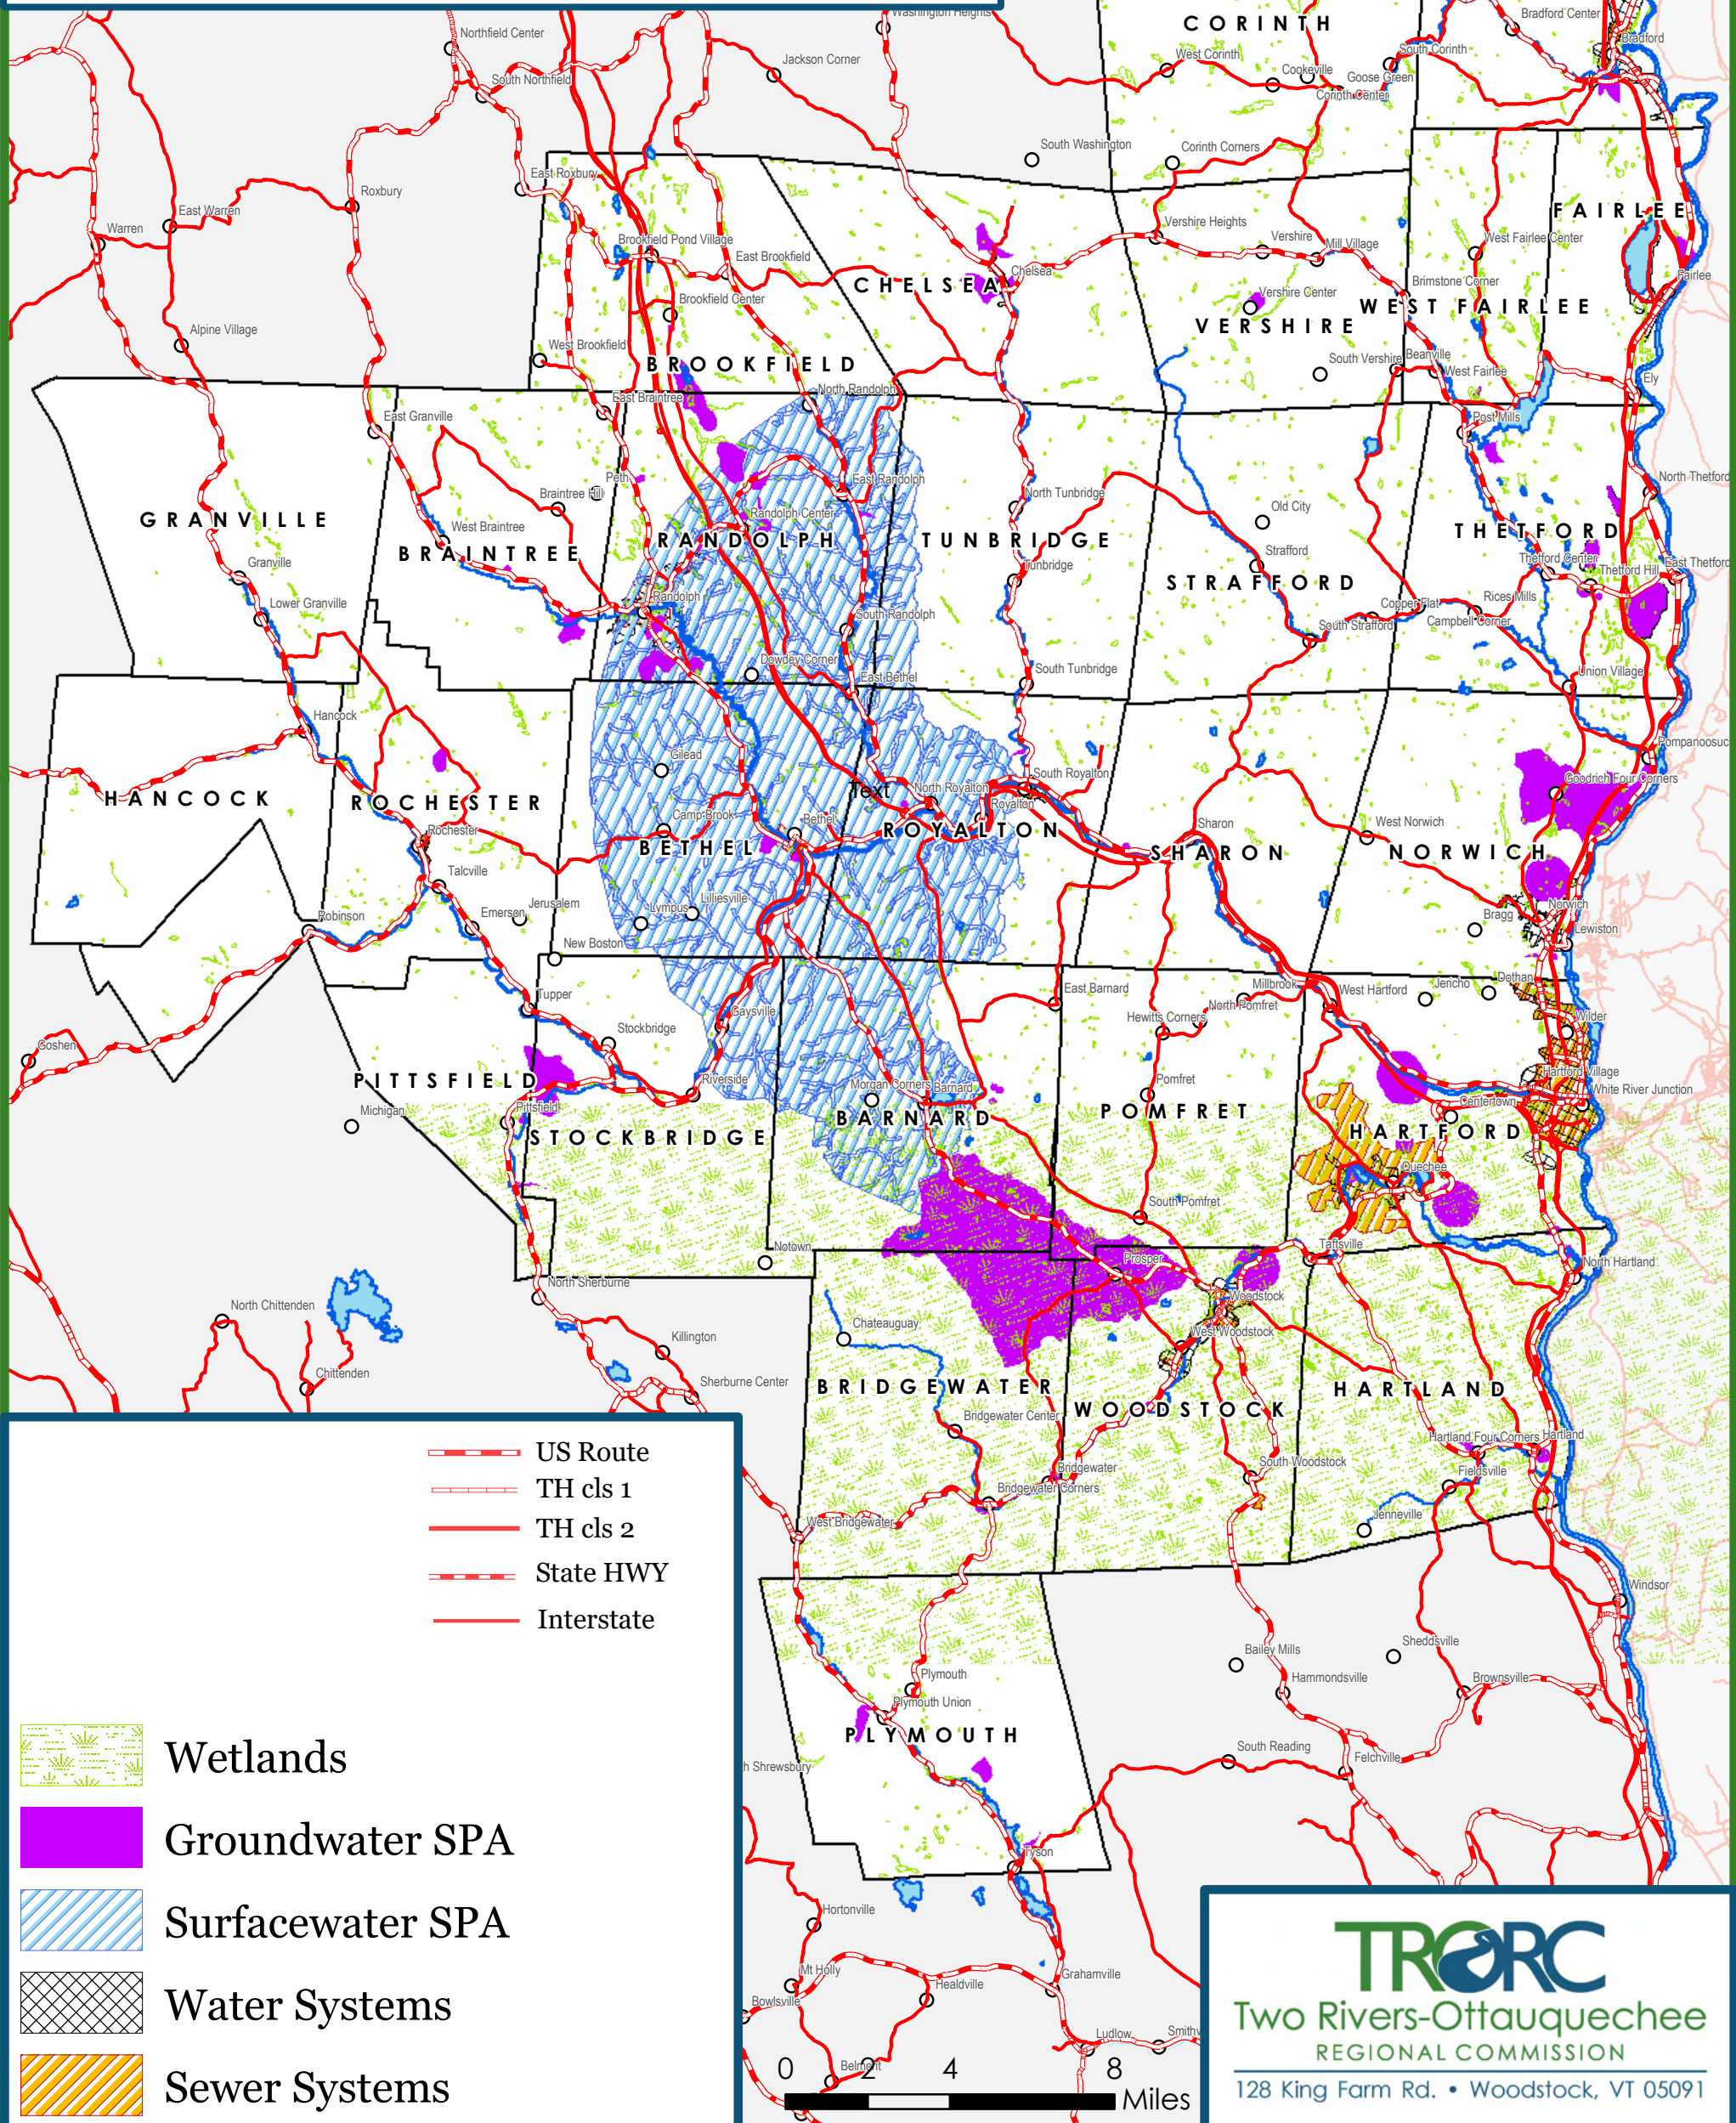 Washington Heights
CORINTH
Bradford Center
Northfield Center
Bradford
South Corinth
West Corinth
Jackson Corner
Cookeville
Goose Green
South Northfield
Corinth Center
South Washington
Corinth Corners
East Roxbury
Roxbury
East Warren
FAIRLEE
Warren
Vershire Heights
Brookfield Pond Village
Vershire
West Fairlee Center
Mill Village
East Brookfield
Chelsea
Fairlee
CHELSEA
Brimstone Corner
Vershire Center
Brookfield Center
WEST FAIRLEE
VERSHIRE
Alpine Village
West Brookfield
South Vershire
Beanville
BROOKFIELD
West Fairlee
Ely
North Randolph
East Braintree
East Granville
Post Mills
Peth
East Randolph
North Thetford
Braintree Hill
North Tunbridge
Old City
Randolph Center
GRANVILLE
West Braintree
THETFORD
RANDOLPH
TUNBRIDGE
BRAINTREE
Strafford
Thetford Center
East Thetford
Granville
Tunbridge
Thetford Hill
STRAFFORD
Randolph
Rices Mills
Lower Granville
Copper Flat
South Randolph
Campbell Corner
South Strafford
Dowdey Corner
South Tunbridge
Union Village
East Bethel
Hancock
Pompanoosuc
Gilead
South Royalton
Goodrich Four Corners
Text
North Royalton
HANCOCK
ROCHESTER
Royalton
Camp Brook
Bethel
Sharon
West Norwich
Rochester
ROYALTON
BETHEL
SHARON
NORWICH
Talcville
Lilliesville
Jerusalem
Norwich
Emerson
Lympus
Robinson
Bragg
Lewiston
New Boston
Dothan
Millbrook
Jericho
East Barnard
West Hartford
Tupper
North Pomfret
Gaysville
Hewitts Corners
Wilder
Stockbridge
Goshen
Hartford Village
PITTSFIELD
Riverside
Pomfret
Morgan Corners
Barnard
White River Junction
Centertown
Michigan
Pittsfield
POMFRET
BARNARD
STOCKBRIDGE
HARTFORD
Quechee
South Pomfret
Notown
Taftsville
Prosper
North Hartland
North Sherburne
Woodstock
North Chittenden
Chateauguay
West Woodstock
Killington
Chittenden
Sherburne Center
BRIDGEWATER
HARTLAND
WOODSTOCK
Bridgewater Center
Hartland Four Corners
Hartland
US Route
South Woodstock
Bridgewater
Fieldsville
TH cls 1
Bridgewater Corners
Jenneville
West Bridgewater
TH cls 2
State HWY
Windsor
Interstate
Sheddsville
Bailey Mills
Plymouth
Hammondsville
Brownsville
Plymouth Union
PLYMOUTH
South Reading
Felchville
Wetlands
h Shrewsbury
Groundwater SPA
Tyson
Hortonville
Surfacewater SPA
Mt Holly
Healdville
Grahamville
Bowlsville
Water Systems
Ludlow
Smithv
Belmont
Sewer Systems
0 2 4 8
Miles
TRORC
Two Rivers-Ottauquechee
REGIONAL COMMISSION
128 King Farm Rd. • Woodstock, VT 05091